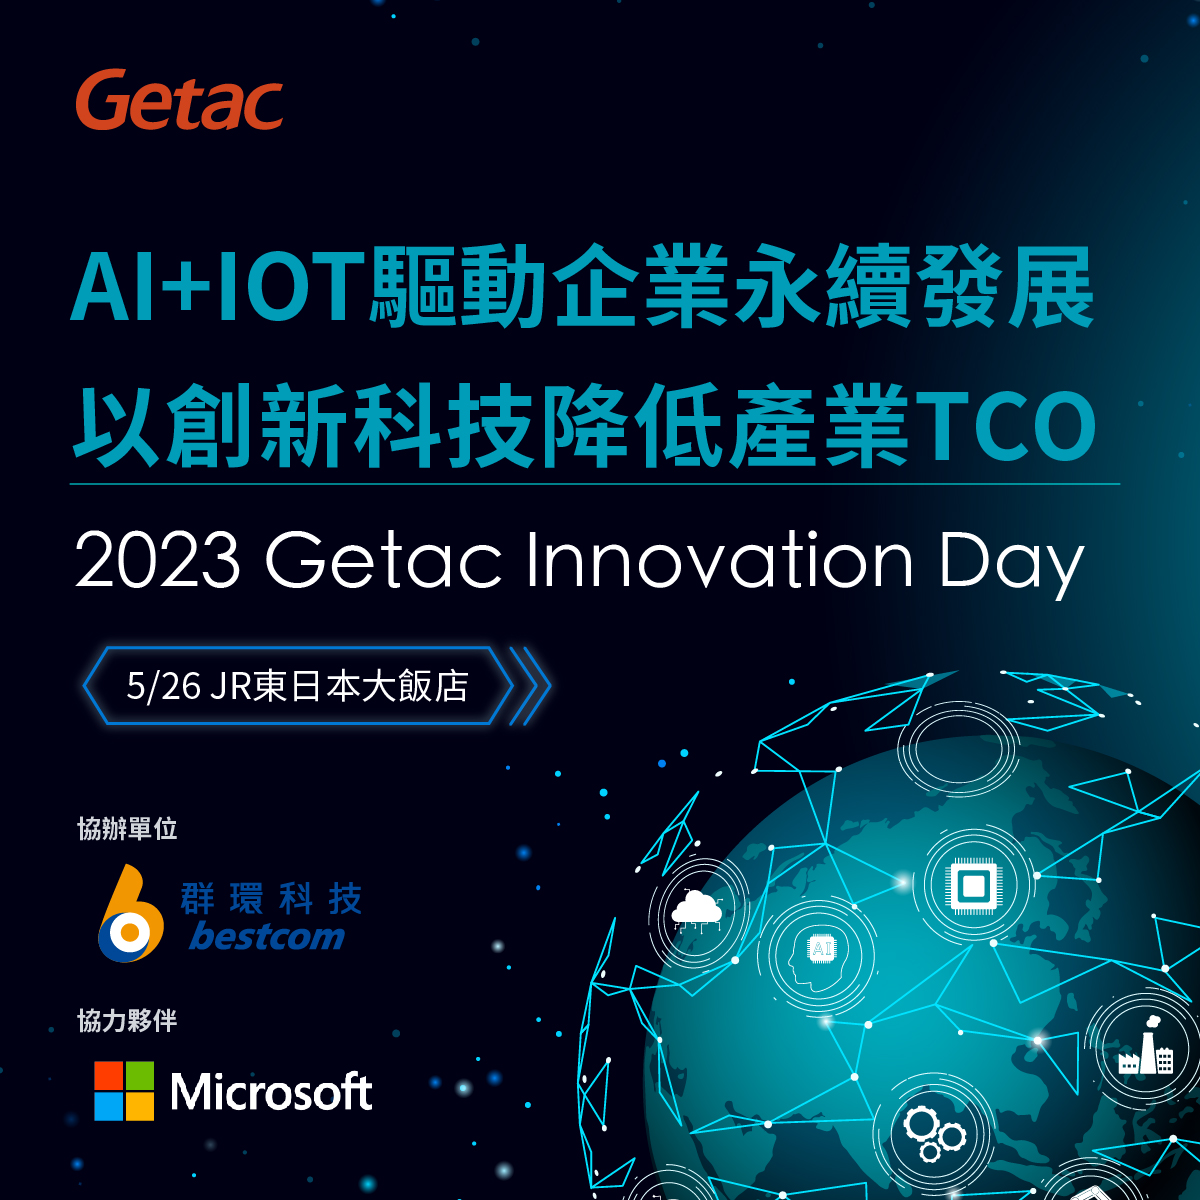 Getac
AI+IOT驅動企業永續發展
以創新科技降低產業TCO
2023 Getac Innovation Day
5/26 JR東日本大飯店
協辦單位
群環科技
bestcom
協力夥伴
Microsoft
AI